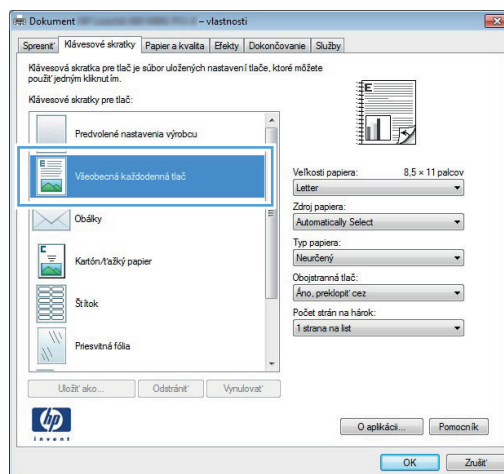 Dokument – vlastnosti
Spresniť Klávesové skratky Papier a kvalita Efekty Dokončovanie Služby
Klávesová skratka pre tlač je súbor uložených nastavení tlače, ktoré môžete
použiť jedným kliknutím.
Klávesové skratky pre tlač:
Predvolené nastavenia výrobcu
Všeobecná každodenná tlač
Obálky
Kartón/ťažký papier
Štítok
Priesvitná fólia
Uložiť ako... Odstrániť Vynulovať
Veľkosti papiera: 8,5 × 11 palcov
Letter
Zdroj papiera:
Automatically Select
Typ papiera:
Neurčený
Obojstranná tlač:
Áno, preklopiť cez
Počet strán na hárok:
1 strana na list
hp
invent
O aplikácii... Pomocník
OK Zrušiť